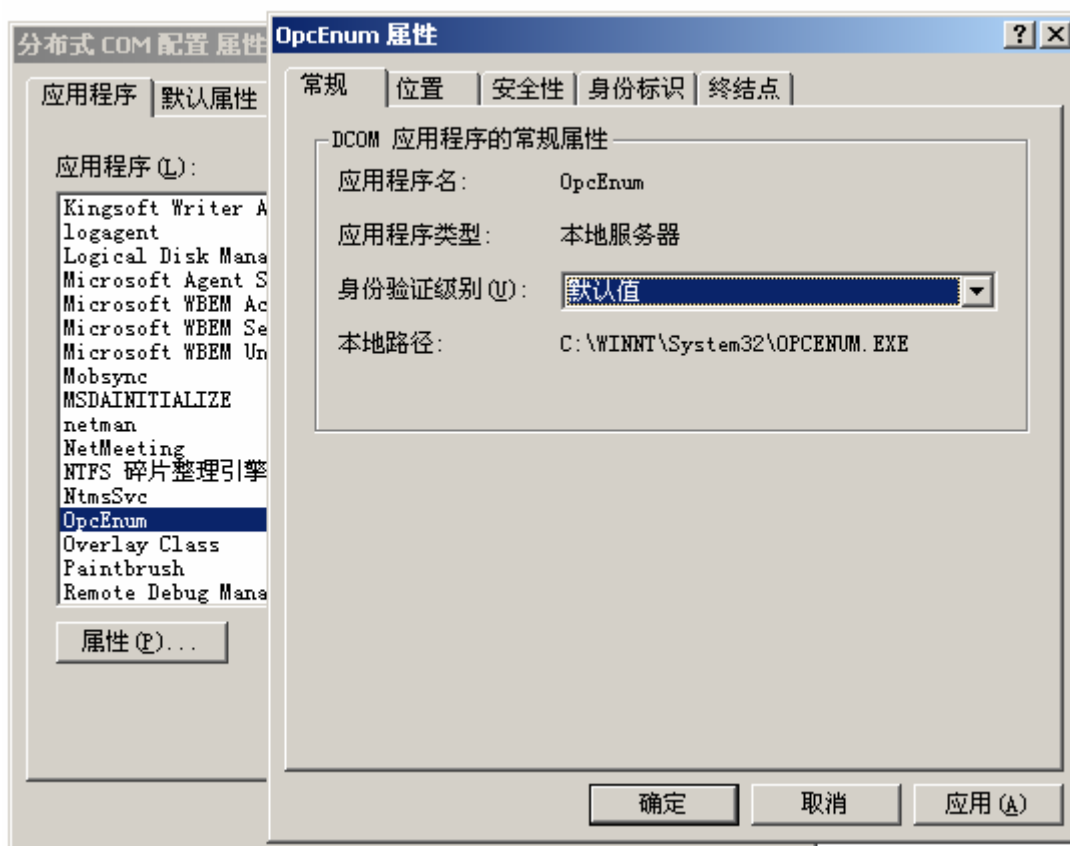 分布式 COM 配置 属性
应用程序
默认属性
应用程序(L):
Kingsoft Writer A
logagent
Logical Disk Mana
Microsoft Agent S
Microsoft WBEM Ac
Microsoft WBEM Se
Microsoft WBEM Un
Mobsync
MSDAINITIALIZE
netman
NetMeeting
NTFS 碎片整理引擎
NtmsSvc
OpcEnum
Overlay Class
Paintbrush
Remote Debug Mana
属性(P)...
OpcEnum 属性
常规
位置
安全性
身份标识
终结点
DCOM 应用程序的常规属性
应用程序名: OpcEnum
应用程序类型: 本地服务器
身份验证级别(U): 默认值
本地路径: C:\WINNT\System32\OPCENUM.EXE
确定
取消
应用(A)